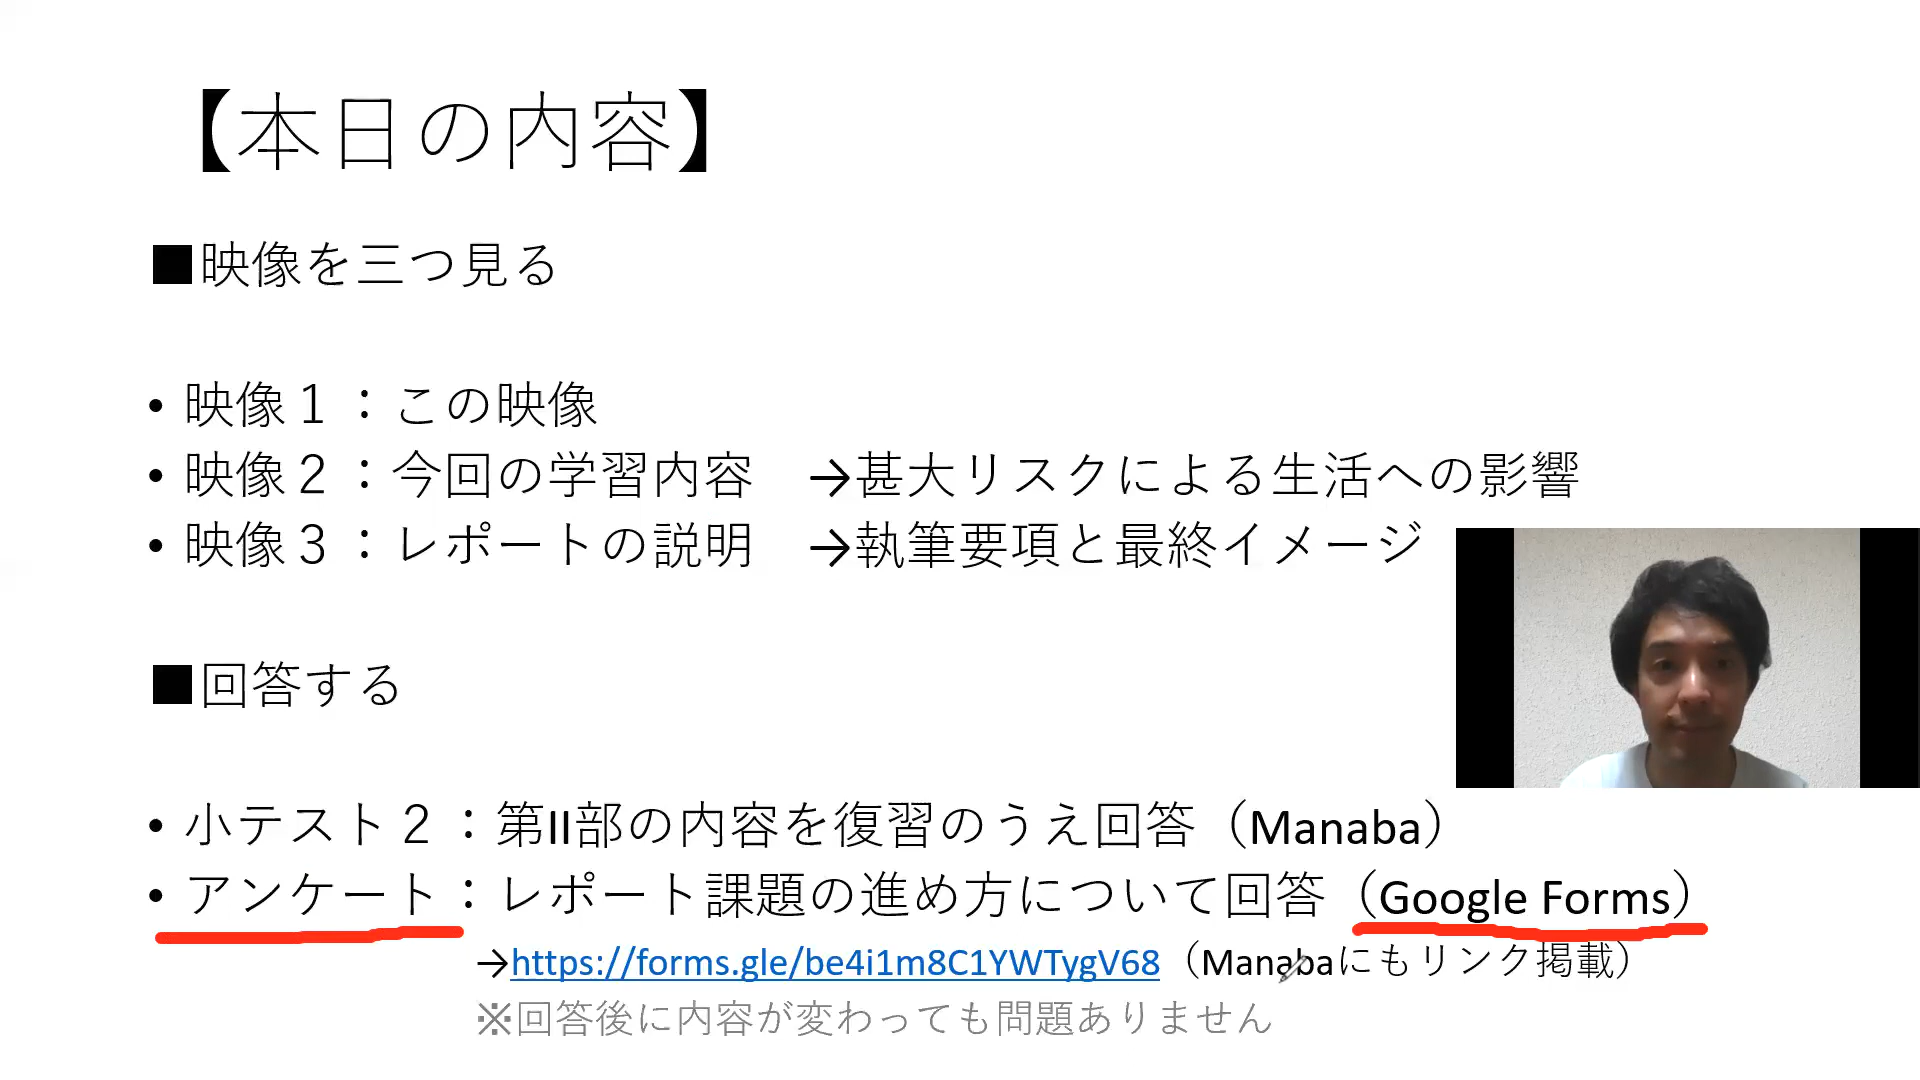 【本日の内容】
■映像を三つ見る
• 映像１：この映像
• 映像２：今回の学習内容　→甚大リスクによる生活への影響
• 映像３：レポートの説明　→執筆要項と最終イメージ
■回答する
• 小テスト２：第II部の内容を復習のうえ回答（Manaba）
• アンケート：レポート課題の進め方について回答（Google Forms）
→https://forms.gle/be4i1m8C1YWTygV68（Manabaにもリンク掲載）
※回答後に内容が変わっても問題ありません